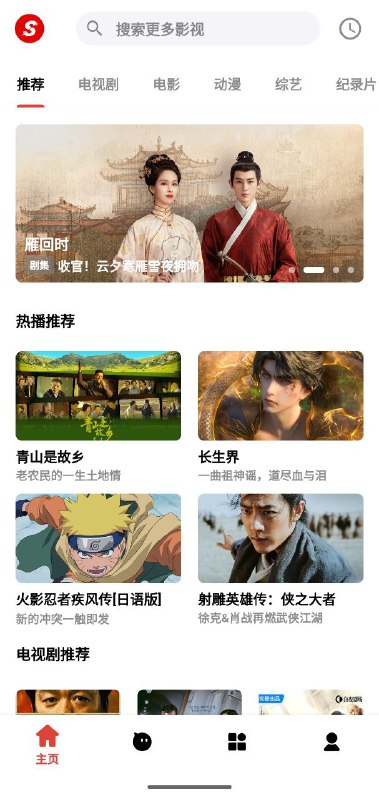 S
搜索更多影视
推荐 电视剧 电影 动漫 综艺 纪录片
雁回时
剧集 收官！云夕寒雁雪夜拥吻
热播推荐
青山是故乡
老农民的一生土地情
长生界
一曲祖神谣，道尽血与泪
火影忍者疾风传[日语版]
新的冲突一触即发
射雕英雄传：侠之大者
徐克&肖战再燃武侠江湖
电视剧推荐
主页